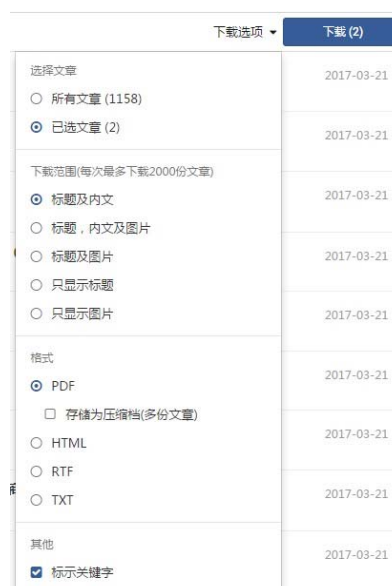 下载选项 下载 (2)
选择文章
所有文章 (1158)
已选文章 (2)
下载范围(每次最多下载2000份文章)
标题及内文
标题，内文及图片
标题及图片
只显示标题
只显示图片
格式
PDF
存储为压缩档(多份文章)
HTML
RTF
TXT
其他
标示关键字
2017-03-21
2017-03-21
2017-03-21
2017-03-21
2017-03-21
2017-03-21
2017-03-21
2017-03-21
2017-03-21